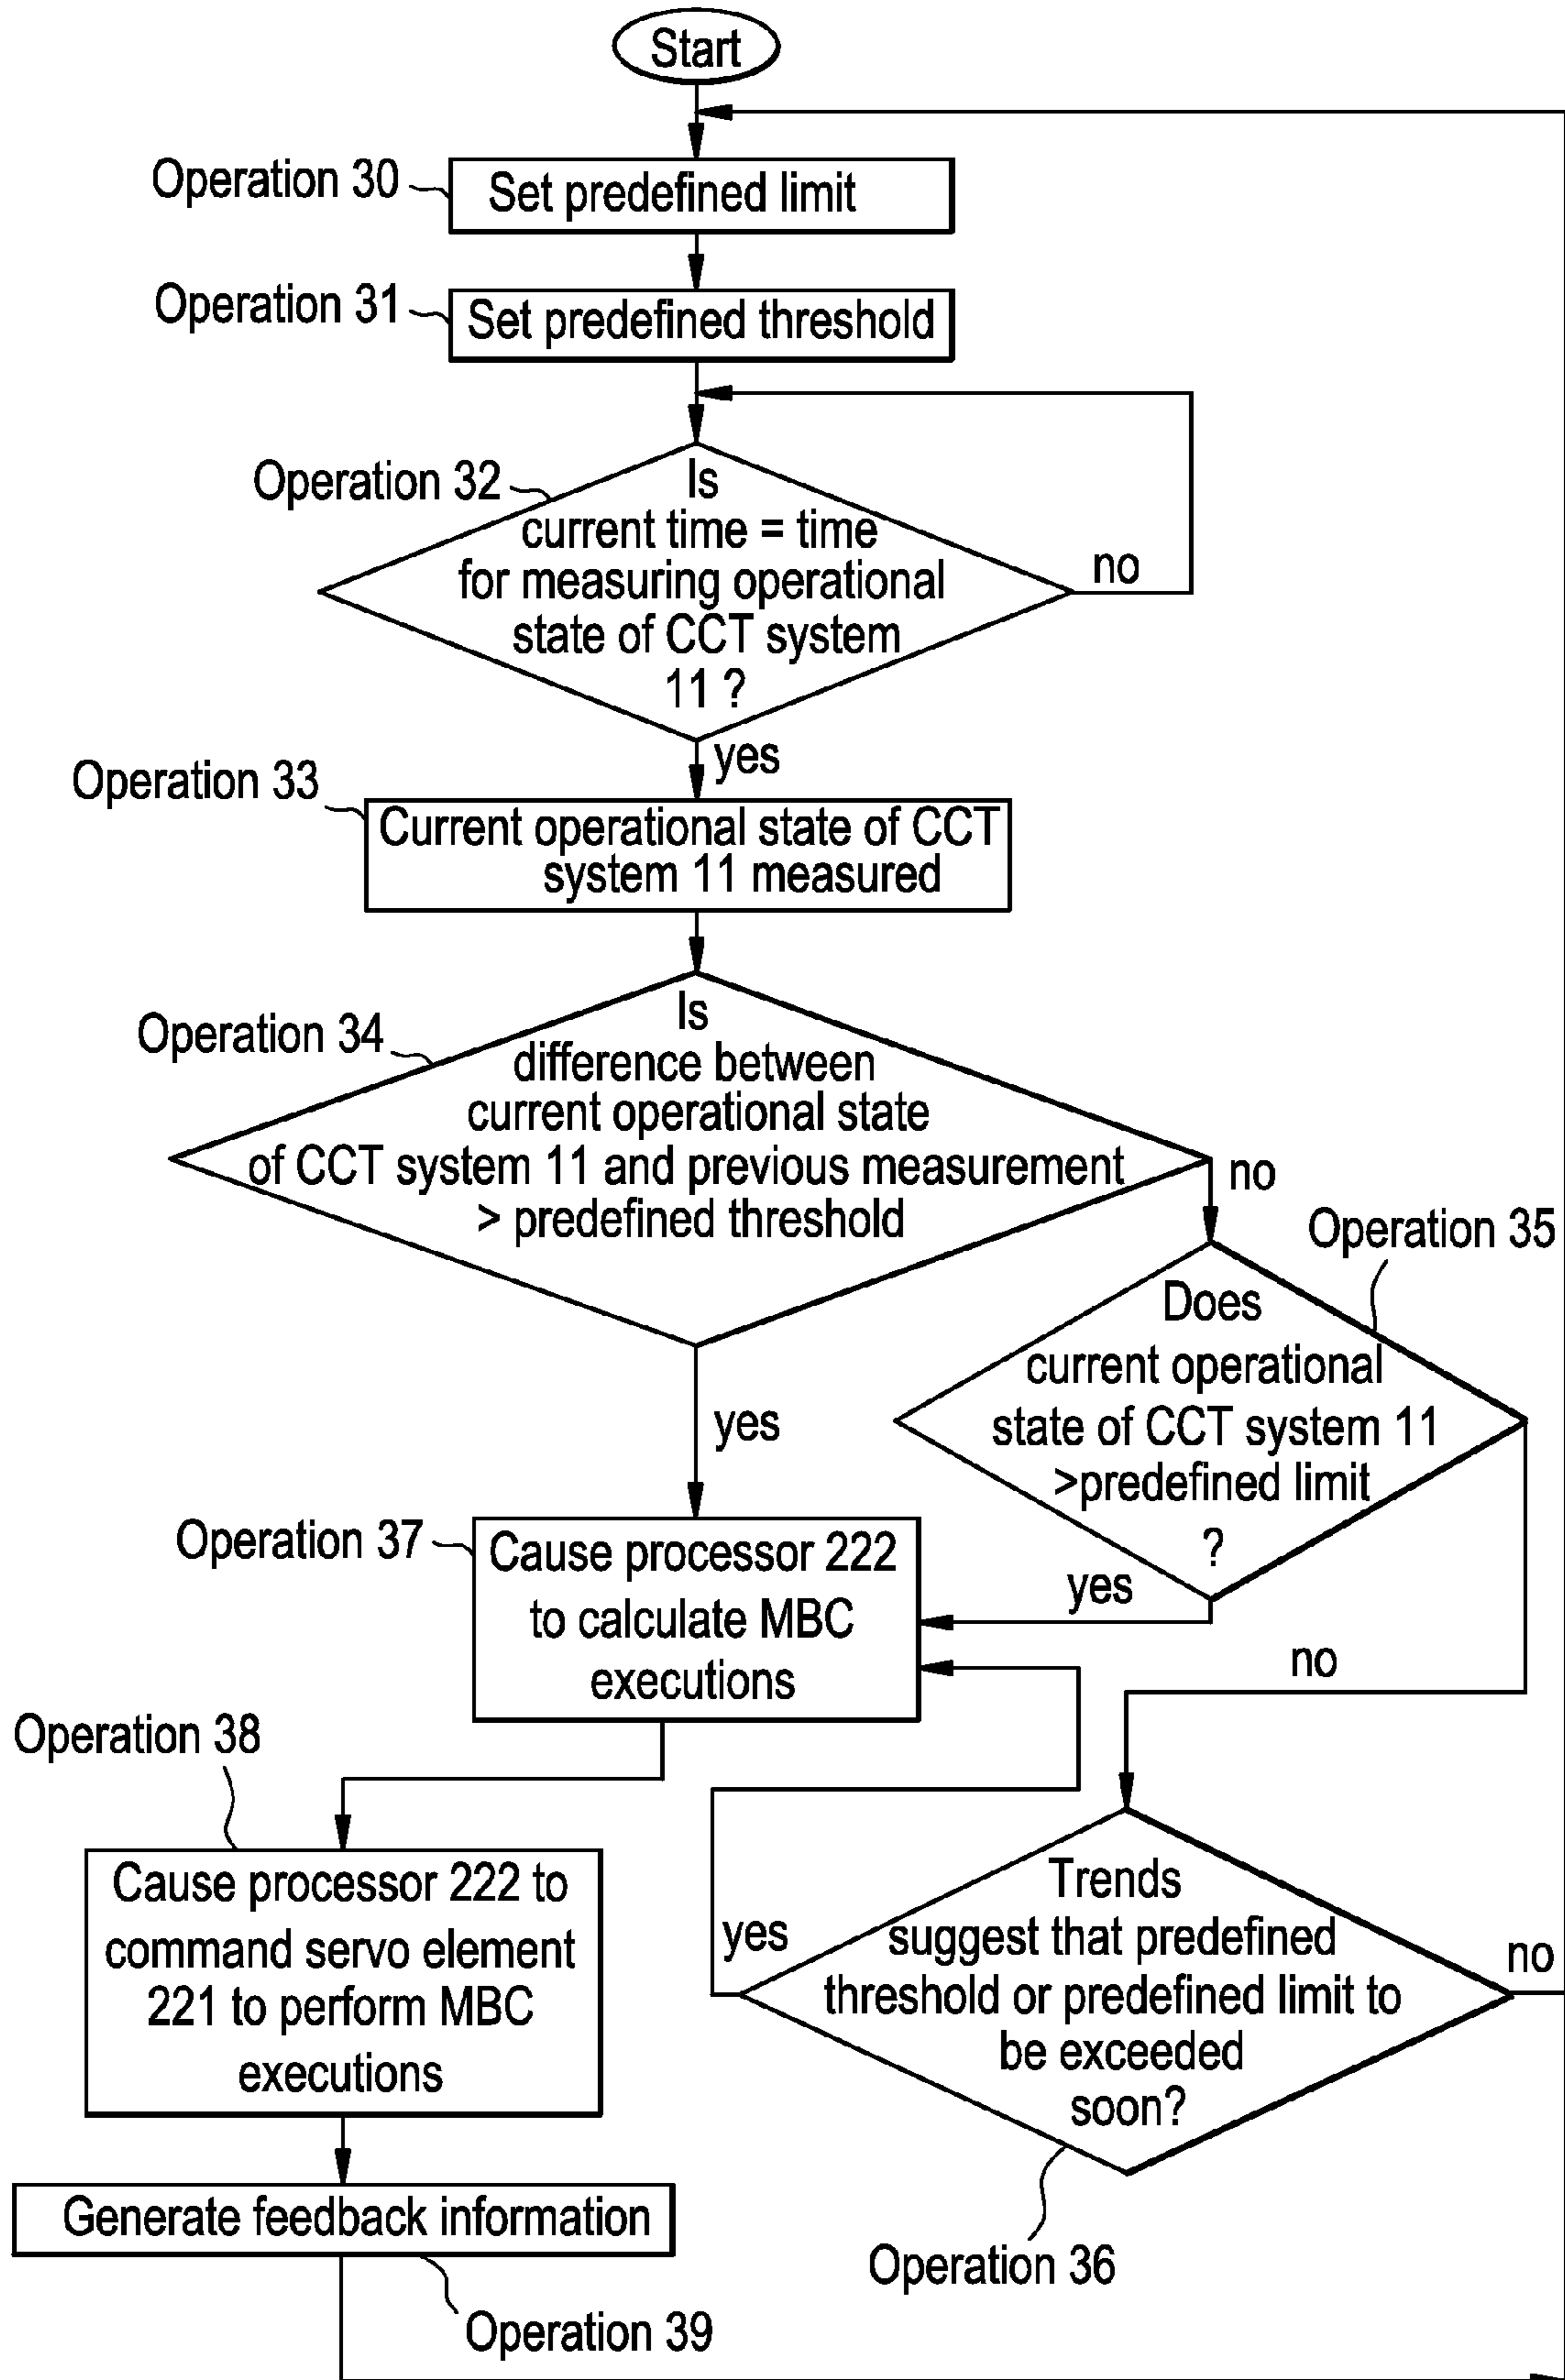 Start
Operation 30
Set predefined limit
Operation 31
Set predefined threshold
Operation 32
Is
current time = time
for measuring operational
state of CCT system
11 ?
no
yes
Operation 33
Current operational state of CCT
system 11 measured
Operation 34
Is
difference between
current operational state
of CCT system 11 and previous measurement
> predefined threshold
no
yes
Operation 35
Does
current operational
state of CCT system 11
>predefined limit
?
yes
no
Operation 37
Cause processor 222
to calculate MBC
executions
Operation 38
Cause processor 222 to
command servo element
221 to perform MBC
executions
Trends
suggest that predefined
threshold or predefined limit to
be exceeded
soon?
yes
no
Operation 36
Generate feedback information
Operation 39